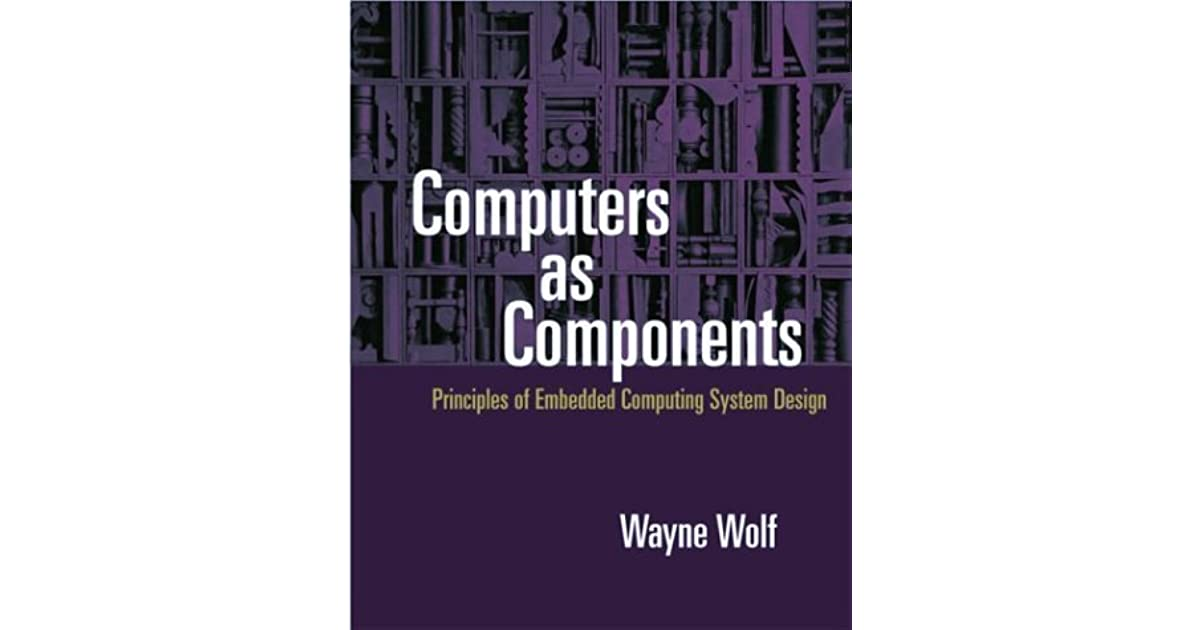 Computers
as
Components
Principles of Embedded Computing System Design
Wayne Wolf